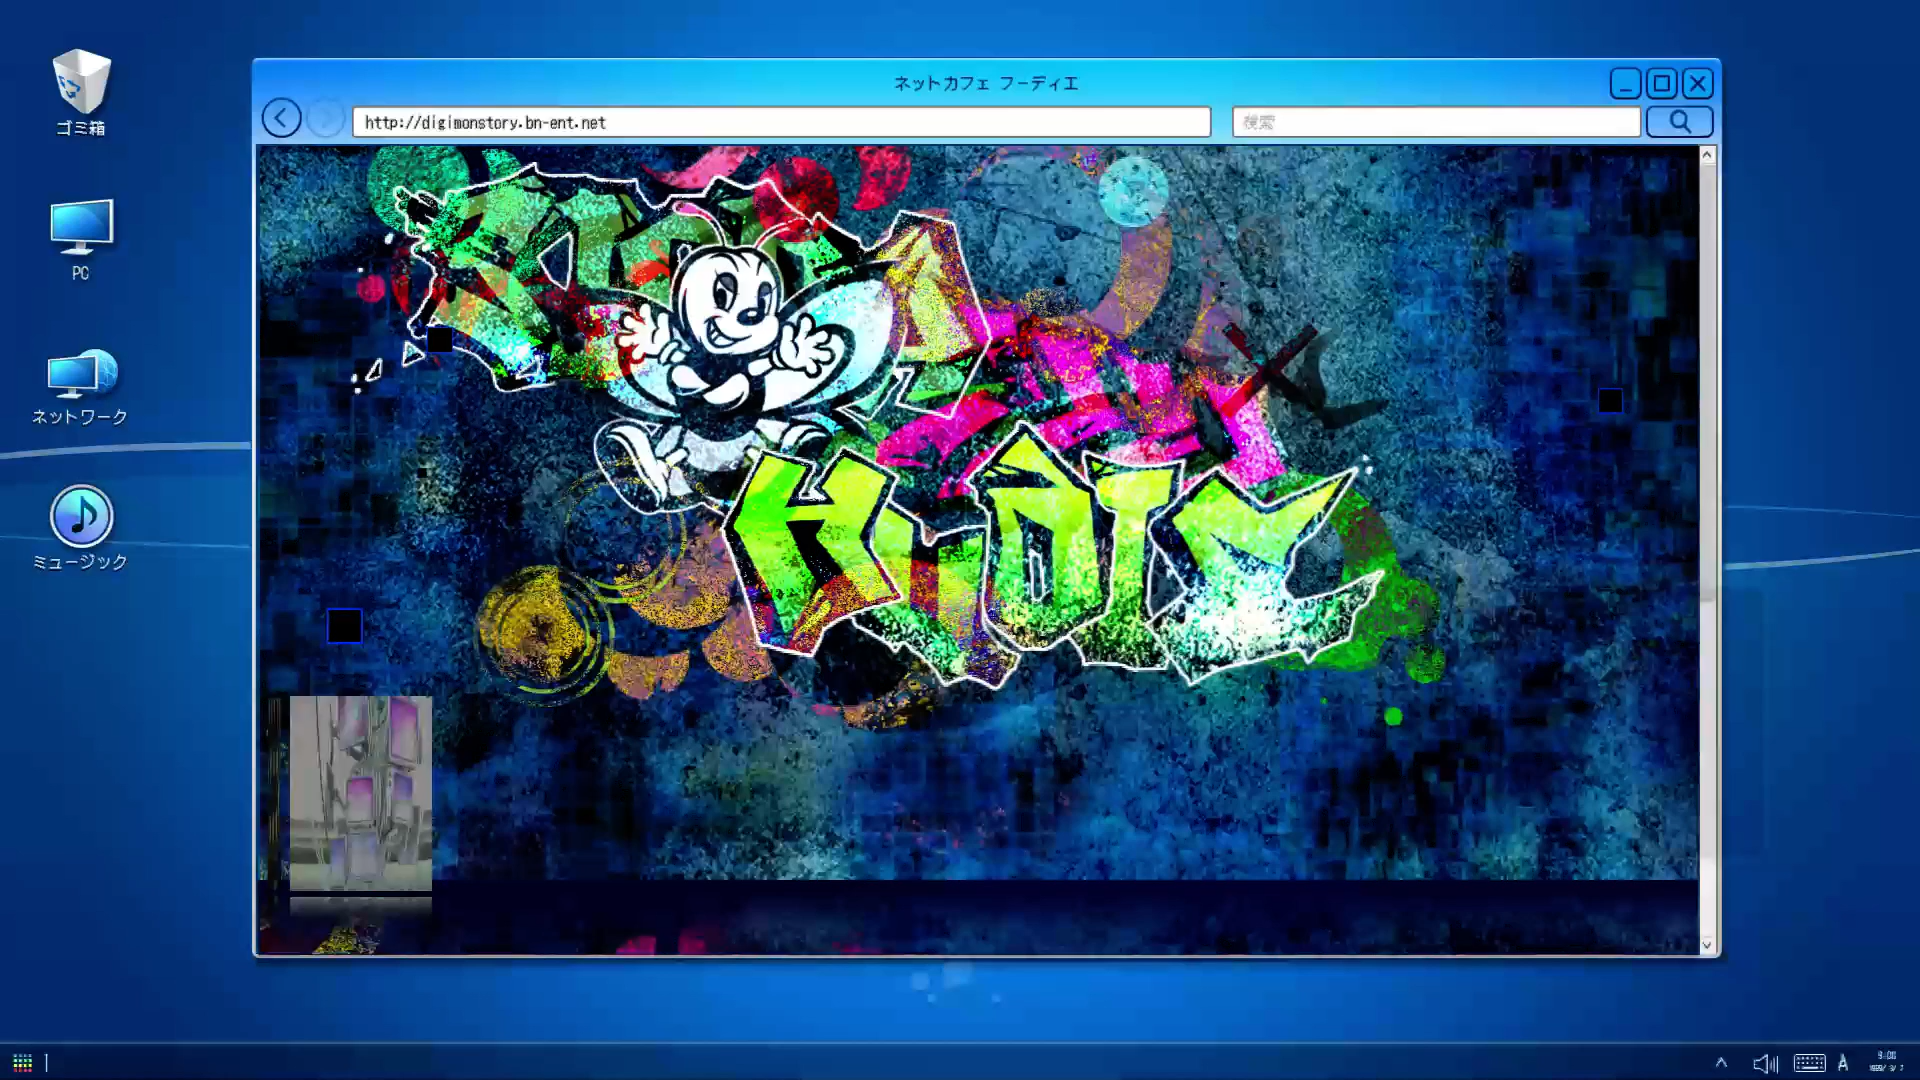 ネットカフェ フーディエ
http://digimonstory.bn-ent.net
検索
ゴミ箱
PC
ネットワーク
ミュージック
A